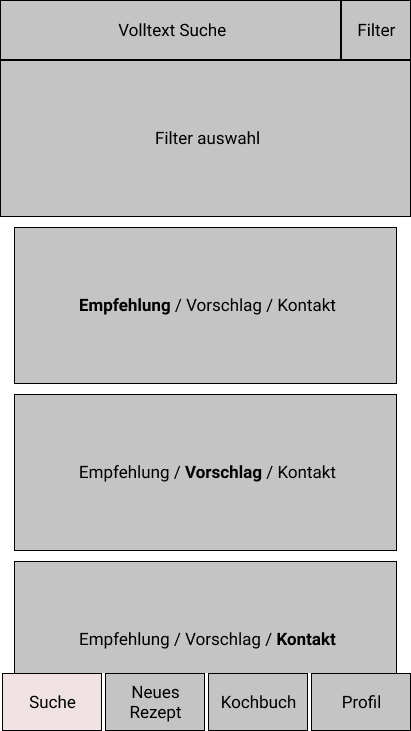 Volltext Suche
Filter
Filter auswahl
Empfehlung / Vorschlag / Kontakt
Empfehlung / Vorschlag / Kontakt
Empfehlung / Vorschlag / Kontakt
Suche
Neues
Rezept
Kochbuch
Profil